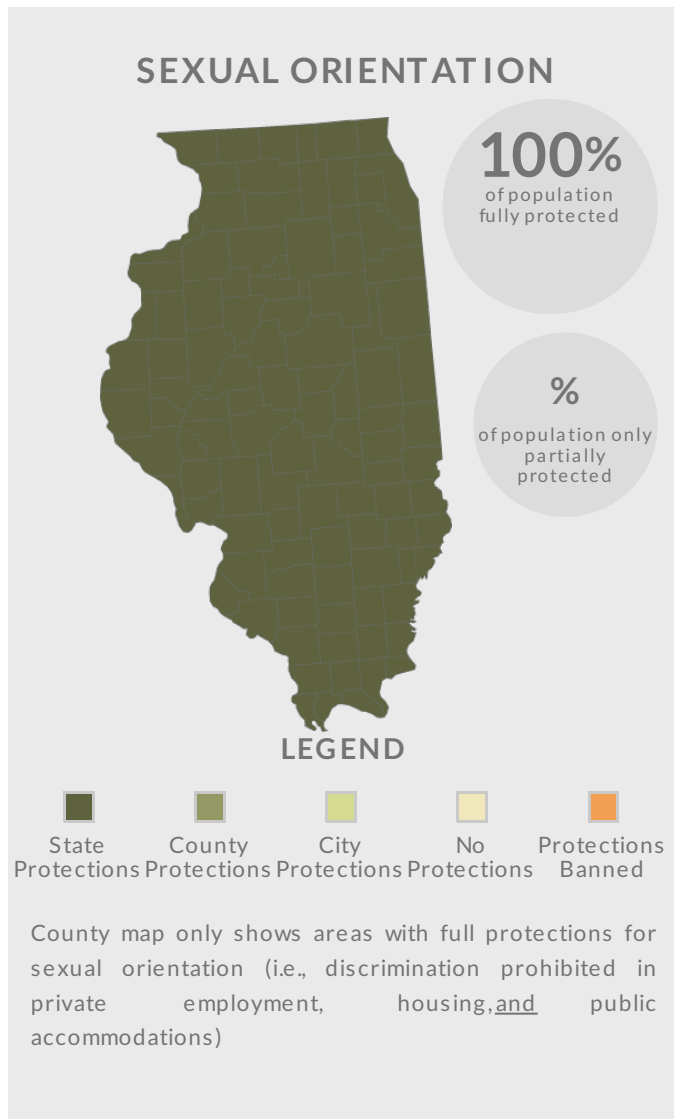 SEXUAL ORIENTATION
100%
of population
fully protected
%
of population only
partially
protected
LEGEND
State
Protections
County
Protections
City
Protections
No
Protections
Protections
Banned
County map only shows areas with full protections for
sexual orientation (i.e., discrimination prohibited in
private employment, housing, and public
accommodations)